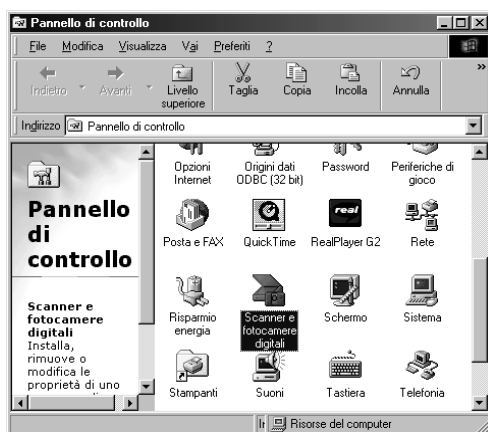 Pannello di controllo
File Modifica Visualizza Vai Preferiti ?
Indietro Avanti Livello superiore Taglia Copia Incolla Annulla »
Indirizzo Pannello di controllo
Pannello
di
controllo
Scanner e
fotocamere
digitali
Installa,
rimuove o
modifica le
proprietà di uno
Opzioni Internet
Origini dati ODBC (32 bit)
Password
Periferiche di gioco
Posta e FAX
QuickTime
real
RealPlayer G2
Rete
Risparmio energia
Scanner e fotocamere digitali
Schermo
Sistema
Stampanti
Suoni
Tastiera
Telefonia
Risorse del computer